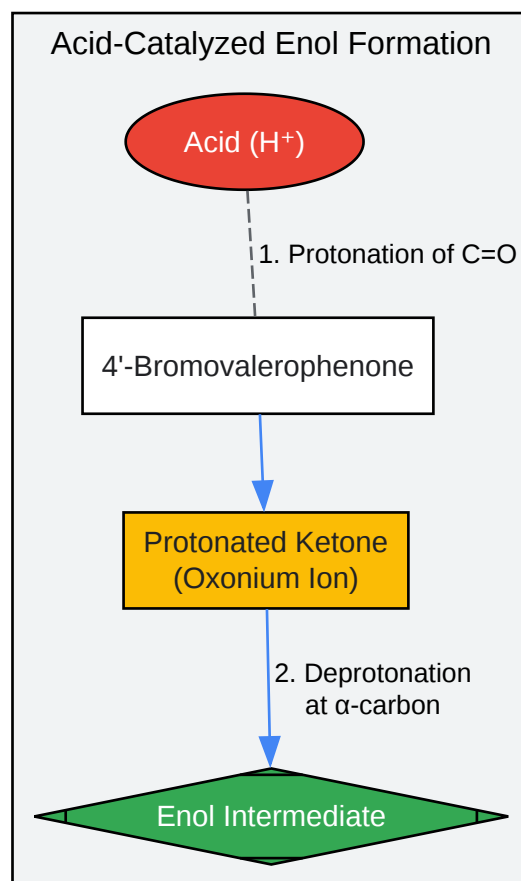 Acid-Catalyzed Enol Formation
Acid (H⁺)
1. Protonation of C=O
4'-Bromovalerophenone
Protonated Ketone
(Oxonium Ion)
2. Deprotonation
at α-carbon
Enol Intermediate